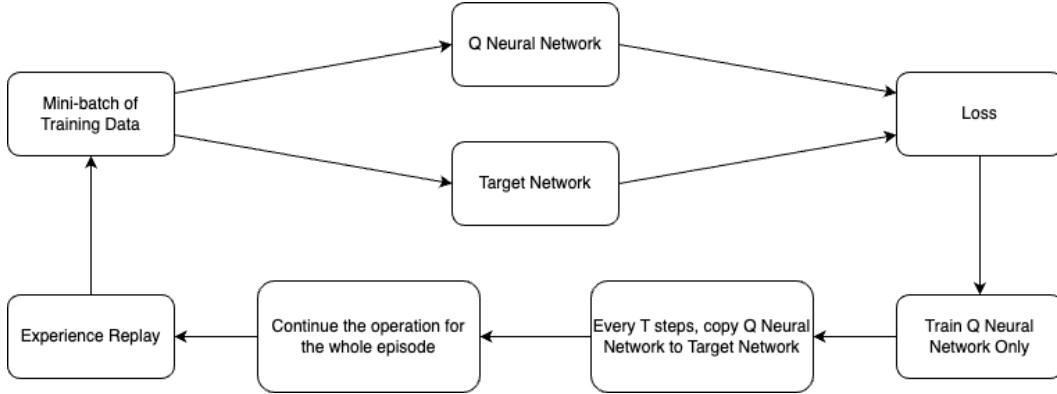 Q Neural Network
Mini-batch of
Training Data
Loss
Target Network
Experience Replay
Continue the operation for
the whole episode
Every T steps, copy Q Neural
Network to Target Network
Train Q Neural
Network Only